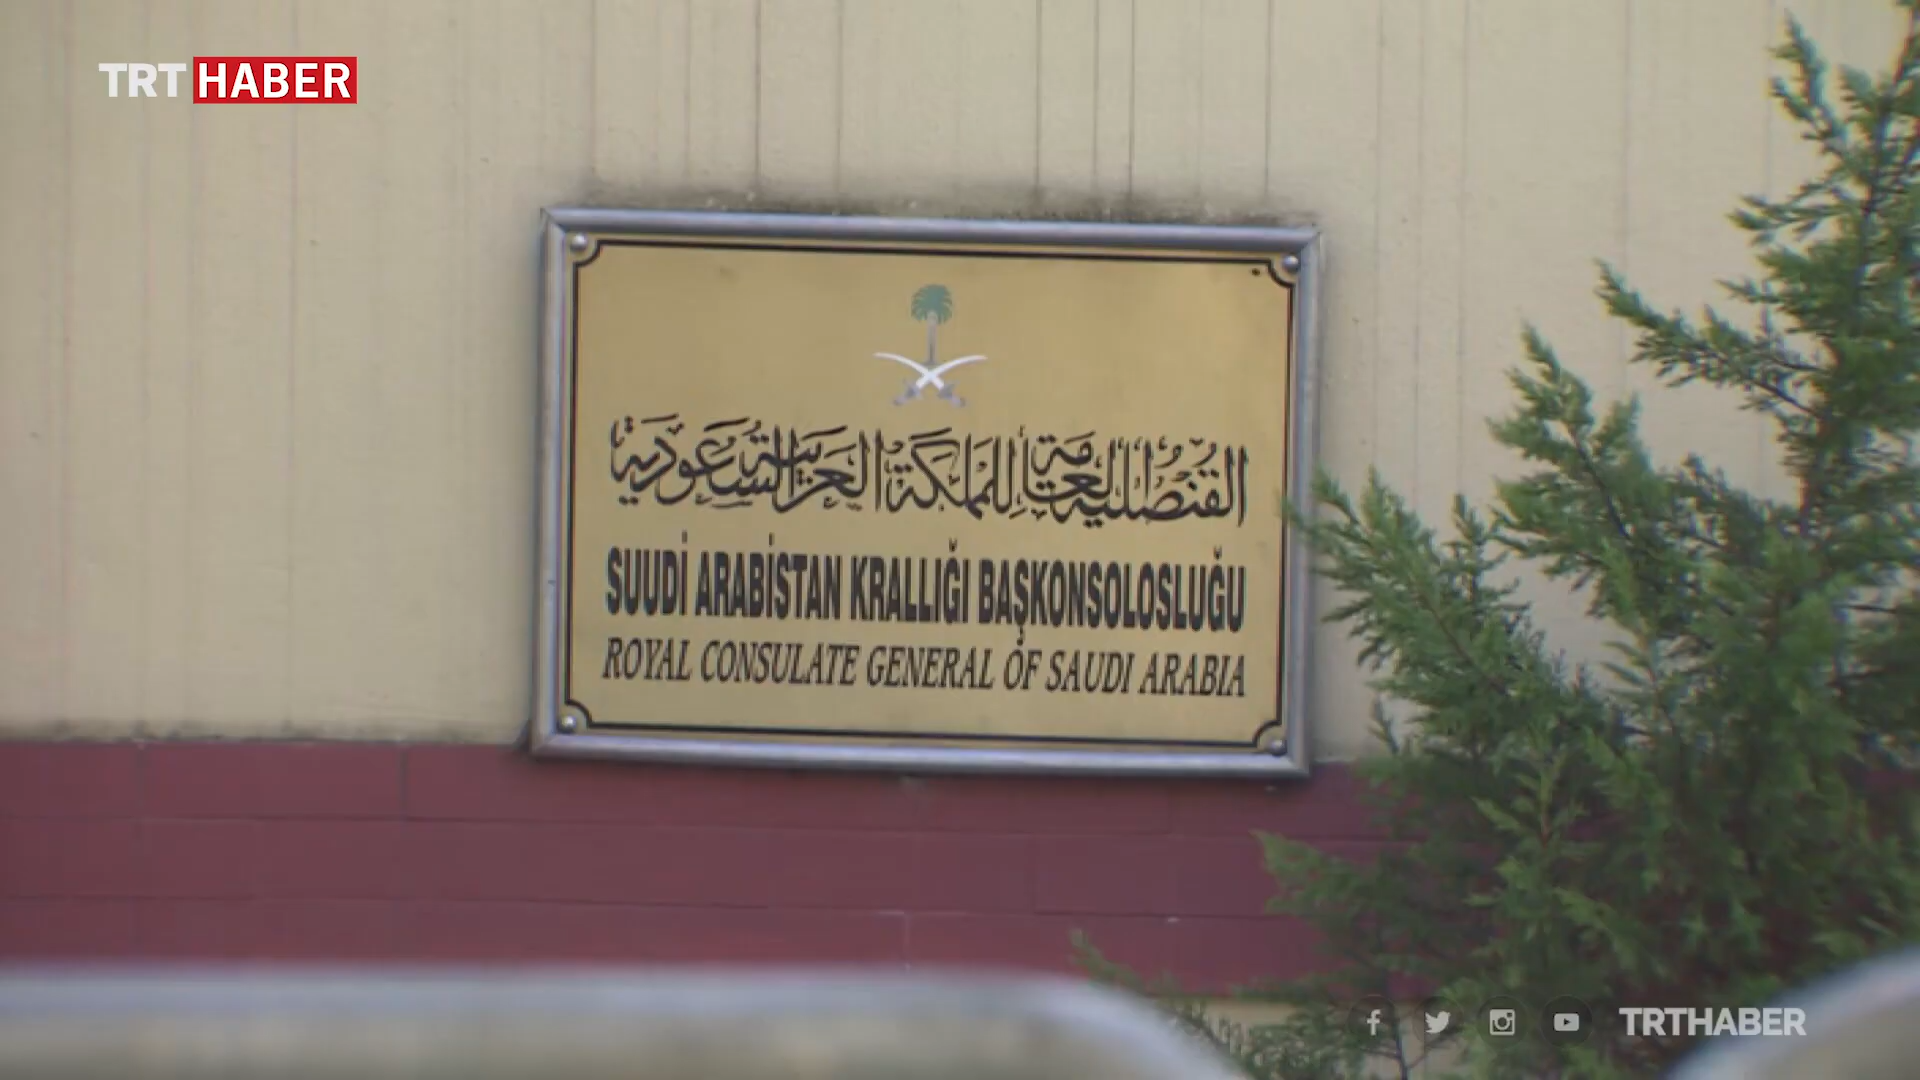 TRT HABER
القنصلية العامة للمملكة العربية السعودية
SUUDİ ARABİSTAN KRALLIĞI BAŞKONSOLOSLUĞU
ROYAL CONSULATE GENERAL OF SAUDI ARABIA
TRTHABER